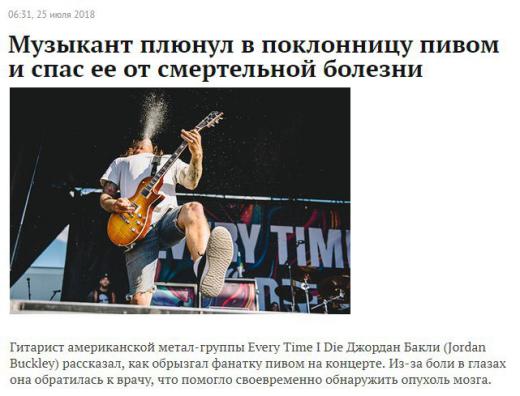 06:31, 25 июля 2018
Музыкант плюнул в поклонницу пивом
и спас ее от смертельной болезни
EVERY TIME
I DIE
Гитарист американской метал-группы Every Time I Die Джордан Бакли (Jordan
Buckley) рассказал, как обрызгал фанатку пивом на концерте. Из-за боли в глазах
она обратилась к врачу, что помогло своевременно обнаружить опухоль мозга.